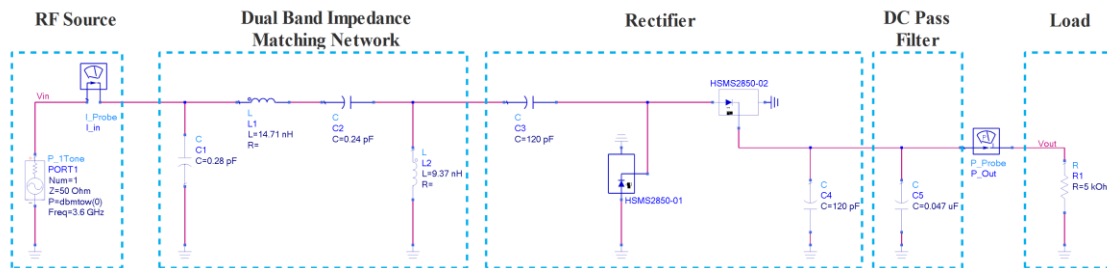 RF Source
Dual Band Impedance
Matching Network
Rectifier
DC Pass
Filter
Load
Vin
I_Probe
I_in
P_1Tone
PORT1
Num=1
Z=50 Ohm
P=dbmtow(0)
Freq=3.6 GHz
C
C1
C=0.28 pF
L
L1
L=14.71 nH
R=
C
C2
C=0.24 pF
L
L2
L=9.37 nH
R=
C
C3
C=120 pF
HSMS2850-02
HSMS2850-01
C
C4
C=120 pF
C
C5
C=0.047 uF
P_Probe
P_Out
Vout
R
R1
R=5 kOh